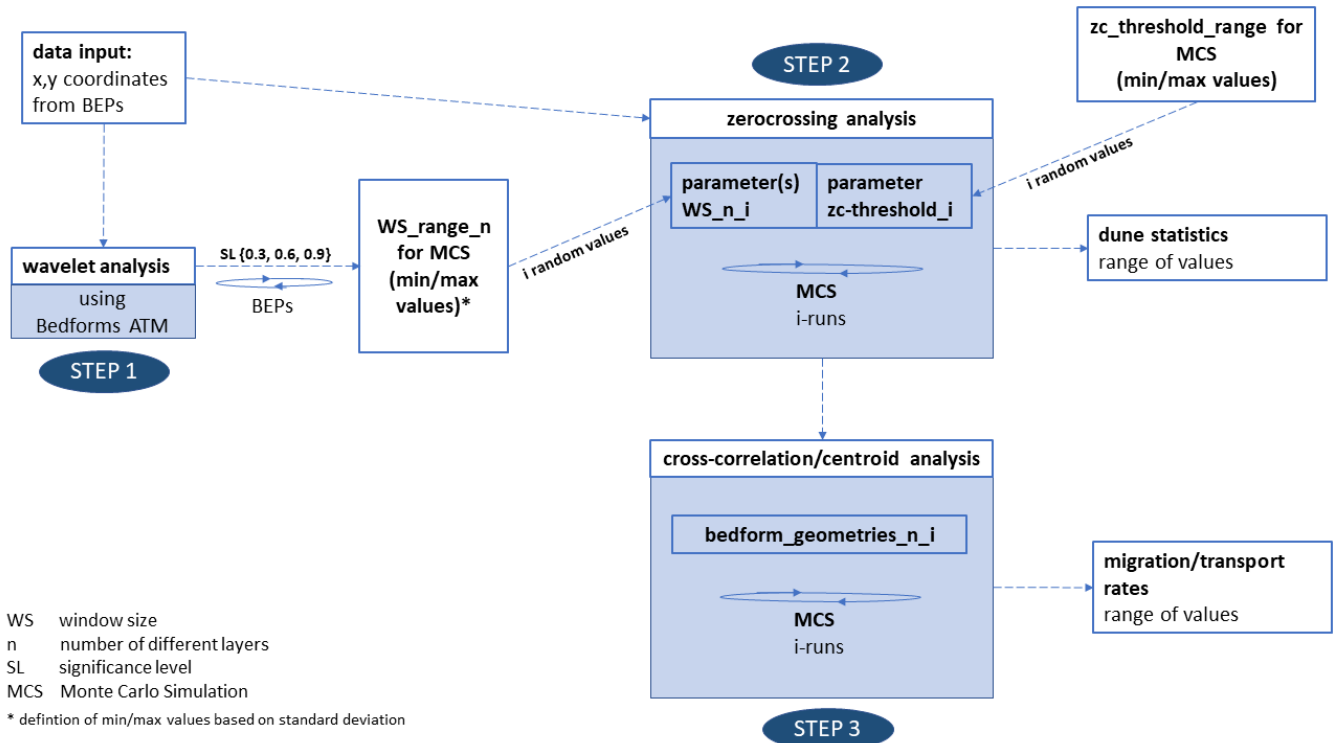 data input:
x,y coordinates
from BEPs
STEP 2
zc_threshold_range for
MCS
(min/max values)
zerocrossing analysis
i random values
parameter(s)
WS_n_i
parameter
zc-threshold_i
WS_range_n
for MCS
(min/max
values)*
i random values
dune statistics
range of values
wavelet analysis
using
Bedforms ATM
SL {0.3, 0.6, 0.9}
BEPs
MCS
i-runs
STEP 1
cross-correlation/centroid analysis
bedform_geometries_n_i
MCS
i-runs
migration/transport
rates
range of values
WS window size
n number of different layers
SL significance level
MCS Monte Carlo Simulation
* defintion of min/max values based on standard deviation
STEP 3